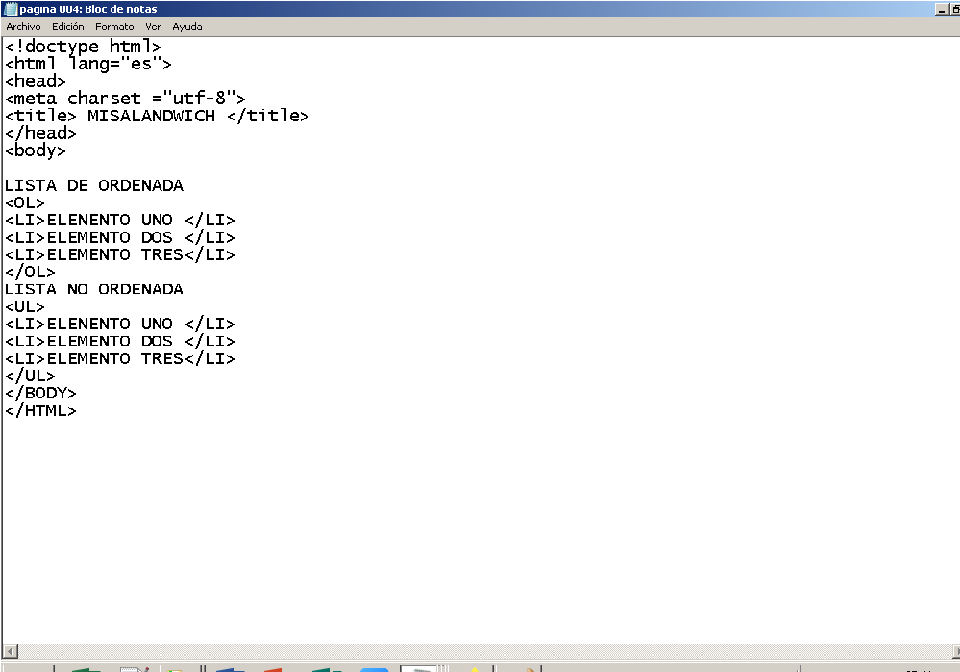 pagina 004: Bloc de notas
Archivo Edición Formato Ver Ayuda
<!doctype html>
<html lang="es">
<head>
<meta charset ="utf-8">
<title> MISALANDWICH </title>
</head>
<body>
LISTA DE ORDENADA
<OL>
<LI>ELENENTO UNO </LI>
<LI>ELEMENTO DOS </LI>
<LI>ELEMENTO TRES</LI>
</OL>
LISTA NO ORDENADA
<UL>
<LI>ELENENTO UNO </LI>
<LI>ELEMENTO DOS </LI>
<LI>ELEMENTO TRES</LI>
</UL>
</BODY>
</HTML>